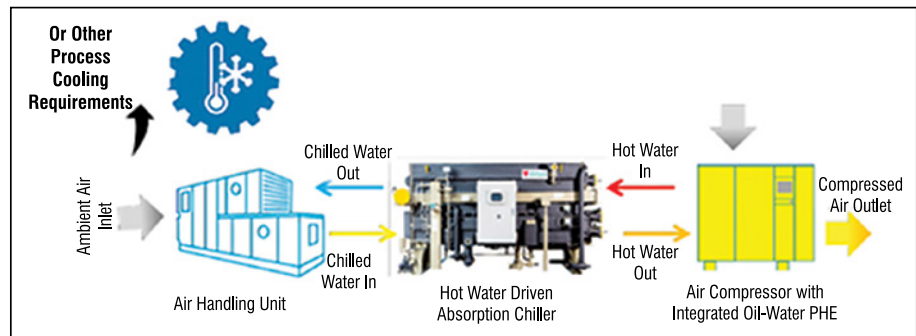 Or Other
Process
Cooling
Requirements
Ambient Air
Inlet
Chilled Water
Out
Chilled
Water In
Air Handling Unit
Hot Water Driven
Absorption Chiller
Hot Water
In
Hot Water
Out
Compressed
Air Outlet
Air Compressor with
Integrated Oil-Water PHE